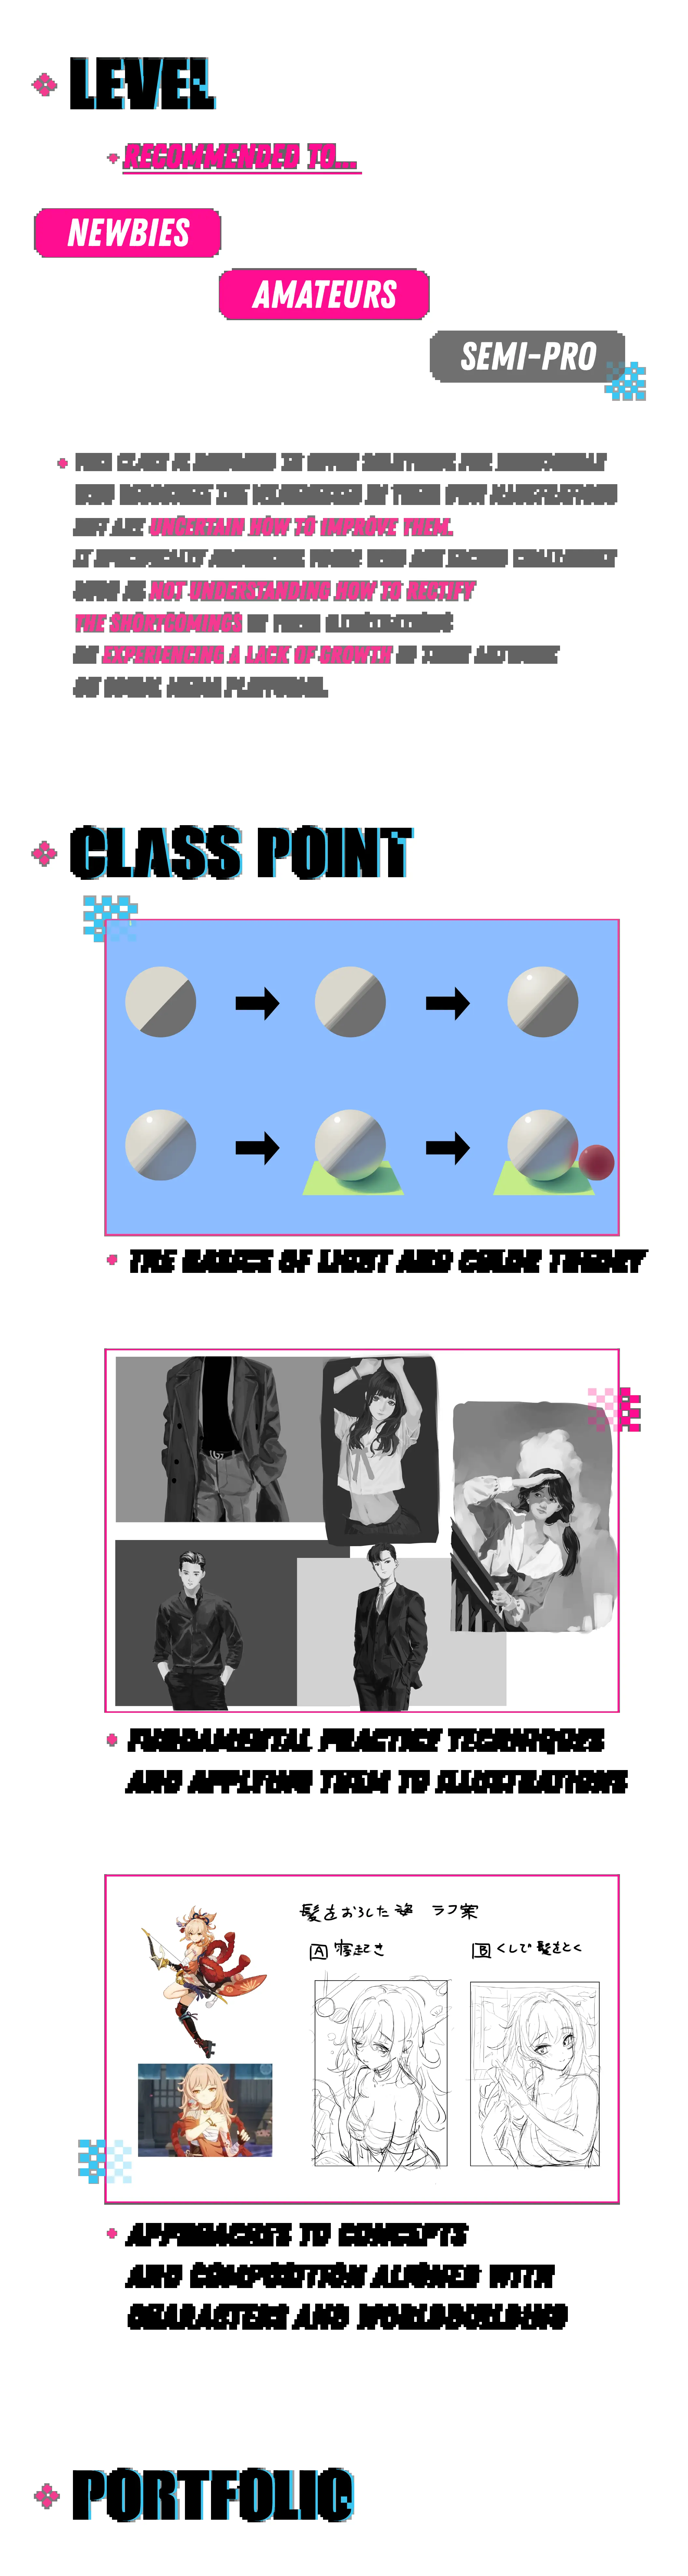 LEVEL
RECOMMENDED TO...
NEWBIES
AMATEURS
SEMI-PRO
THIS CLASS IS DESIGNED TO OFFER SOLUTIONS FOR INDIVIDUALS
WHO RECOGNIZE THE WEAKNESSES IN THEIR OWN ILLUSTRATIONS
BUT ARE UNCERTAIN HOW TO IMPROVE THEM.
IT SPECIFICALLY ADDRESSES THOSE WHO ARE FACING CHALLENGES
SUCH AS NOT UNDERSTANDING HOW TO RECTIFY
THE SHORTCOMINGS OF THEIR ILLUSTRATIONS
OR EXPERIENCING A LACK OF GROWTH IN THEIR ARTWORK
ON SOCIAL MEDIA PLATFORMS.
CLASS POINT
THE BASICS OF LIGHT AND COLOR THEORY
FUNDAMENTAL PRACTICE TECHNIQUES
AND APPLYING THEM TO ILLUSTRATIONS
髪をおろした姿 ラフ案
A 寝起き
B くしで髪をとく
APPROACHES TO CONCEPTS
AND COMPOSITION ALIGNED WITH
CHARACTERS AND WORLDBUILDING
PORTFOLIO